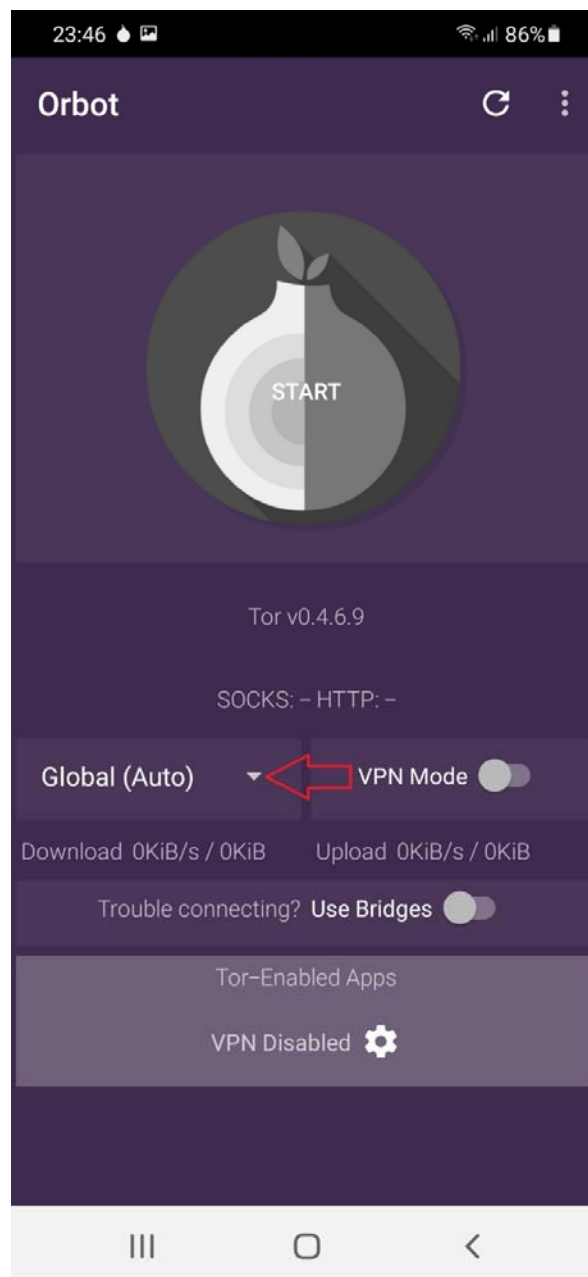 23:46 86%
Orbot
START
Tor v0.4.6.9
SOCKS: – HTTP: –
Global (Auto) VPN Mode
Download 0KiB/s / 0KiB Upload 0KiB/s / 0KiB
Trouble connecting? Use Bridges
Tor–Enabled Apps
VPN Disabled